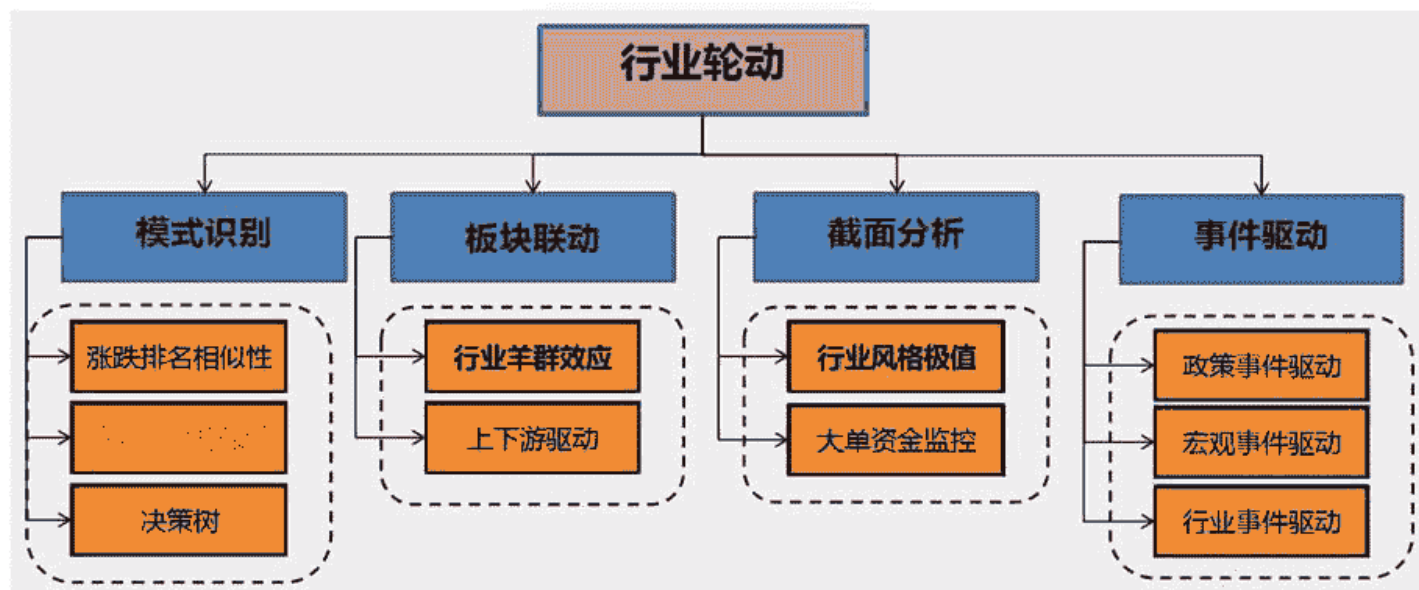 行业轮动
模式识别
板块联动
截面分析
事件驱动
涨跌排名相似性
决策树
行业羊群效应
上下游驱动
行业风格极值
大单资金监控
政策事件驱动
宏观事件驱动
行业事件驱动